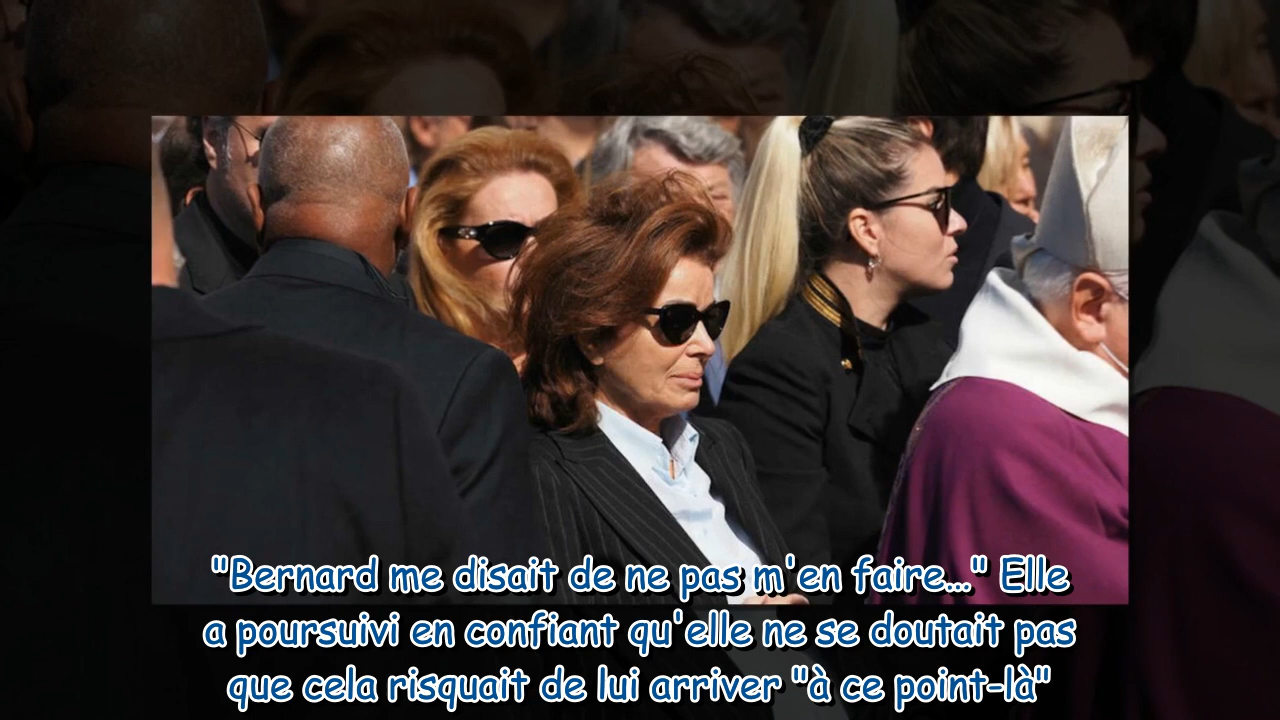 "Bernard me disait de ne pas m'en faire..." Elle
a poursuivi en confiant qu'elle ne se doutait pas
que cela risquait de lui arriver "à ce point-là"